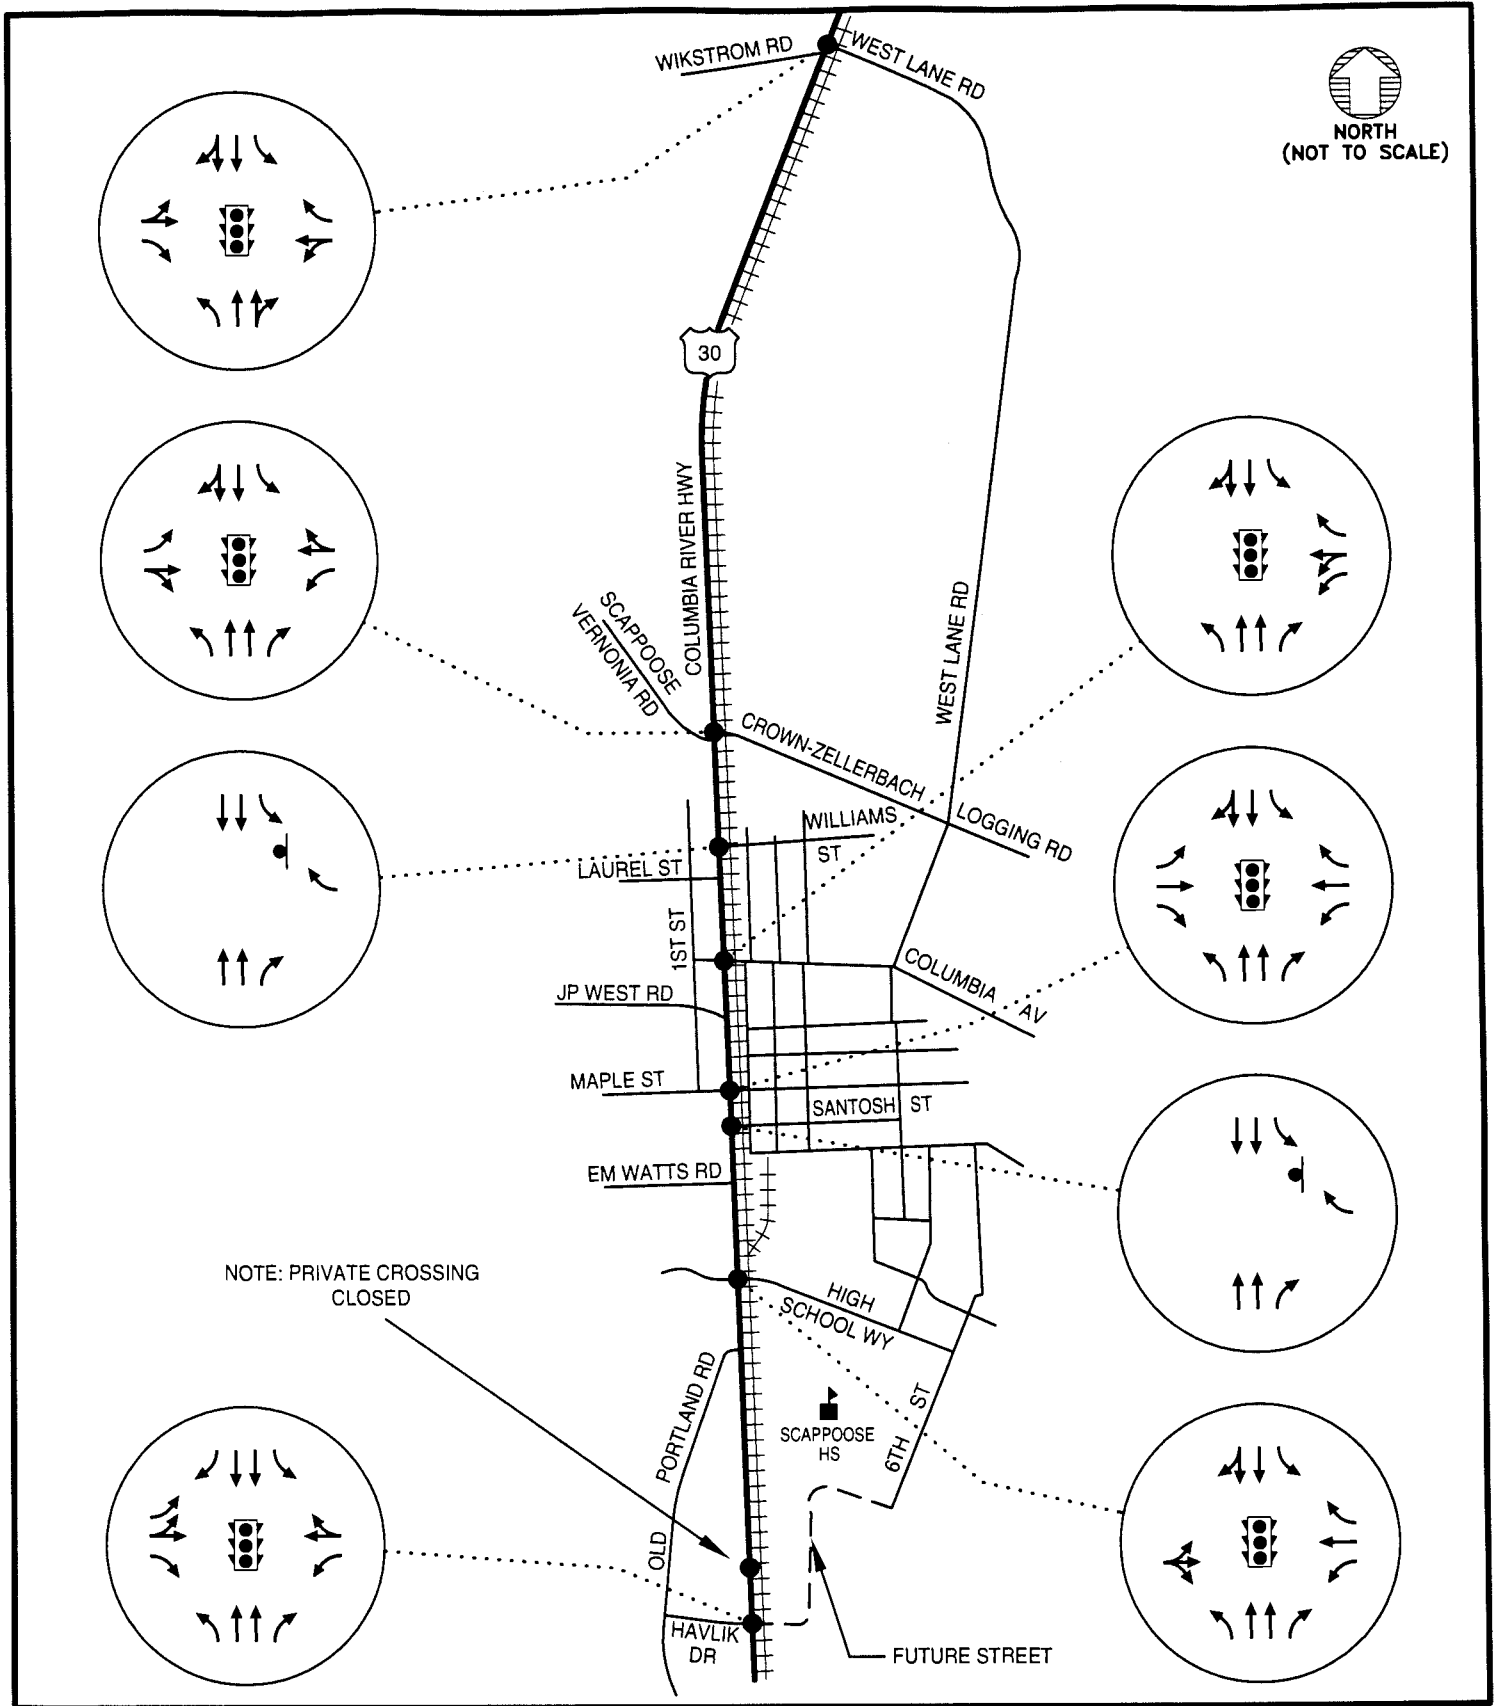 WIKSTROM RD
WEST LANE RD
NORTH
(NOT TO SCALE)
30
COLUMBIA RIVER HWY
SCAPPOOSE
VERNONIA RD
WEST LANE RD
CROWN-ZELLERBACH
LOGGING RD
WILLIAMS
ST
LAUREL ST
1ST ST
COLUMBIA
AV
JP WEST RD
MAPLE ST
SANTOSH ST
EM WATTS RD
NOTE: PRIVATE CROSSING
CLOSED
HIGH
SCHOOL WY
OLD PORTLAND RD
SCAPPOOSE
HS
6TH ST
HAVLIK
DR
FUTURE STREET